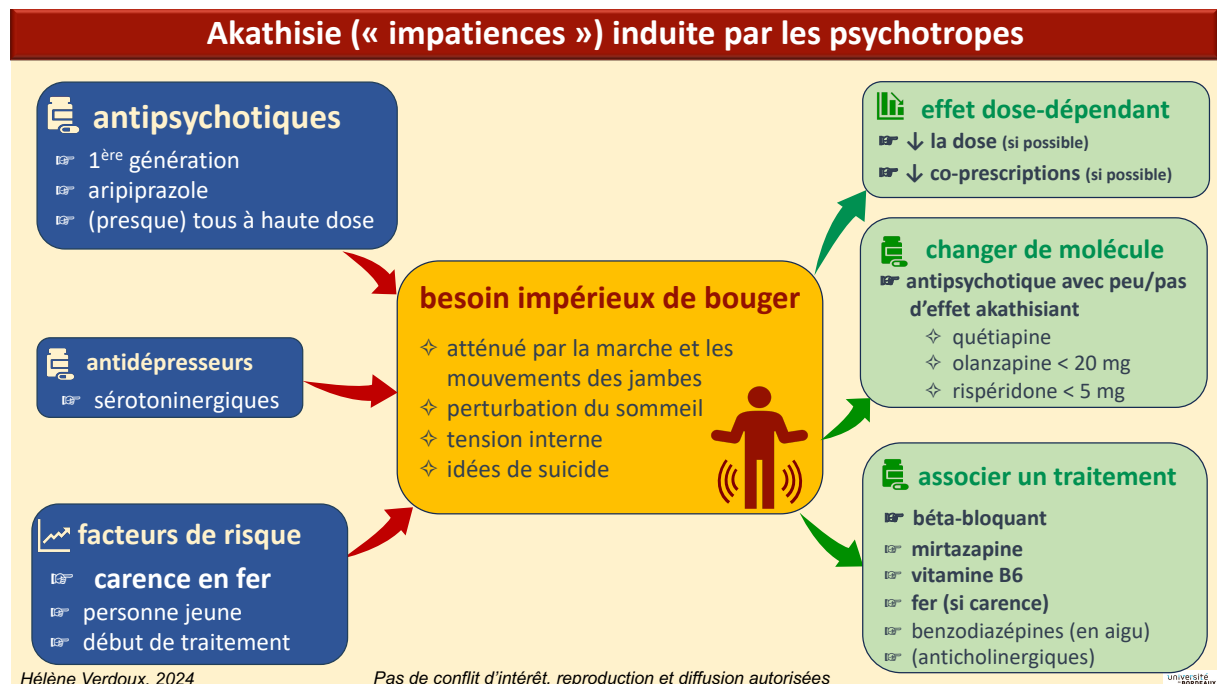 Akathisie (« impatiences ») induite par les psychotropes
antipsychotiques
☞ 1ère génération
☞ aripiprazole
☞ (presque) tous à haute dose
antidépresseurs
☞ sérotoninergiques
facteurs de risque
☞ carence en fer
☞ personne jeune
☞ début de traitement
besoin impérieux de bouger
✧ atténué par la marche et les
mouvements des jambes
✧ perturbation du sommeil
✧ tension interne
✧ idées de suicide
effet dose-dépendant
☞ ↓ la dose (si possible)
☞ ↓ co-prescriptions (si possible)
changer de molécule
☞ antipsychotique avec peu/pas
d’effet akathisiant
✧ quétiapine
✧ olanzapine < 20 mg
✧ rispéridone < 5 mg
associer un traitement
☞ béta-bloquant
☞ mirtazapine
☞ vitamine B6
☞ fer (si carence)
☞ benzodiazépines (en aigu)
☞ (anticholinergiques)
Hélène Verdoux, 2024
Pas de conflit d’intérêt, reproduction et diffusion autorisées
université
de BORDEAUX